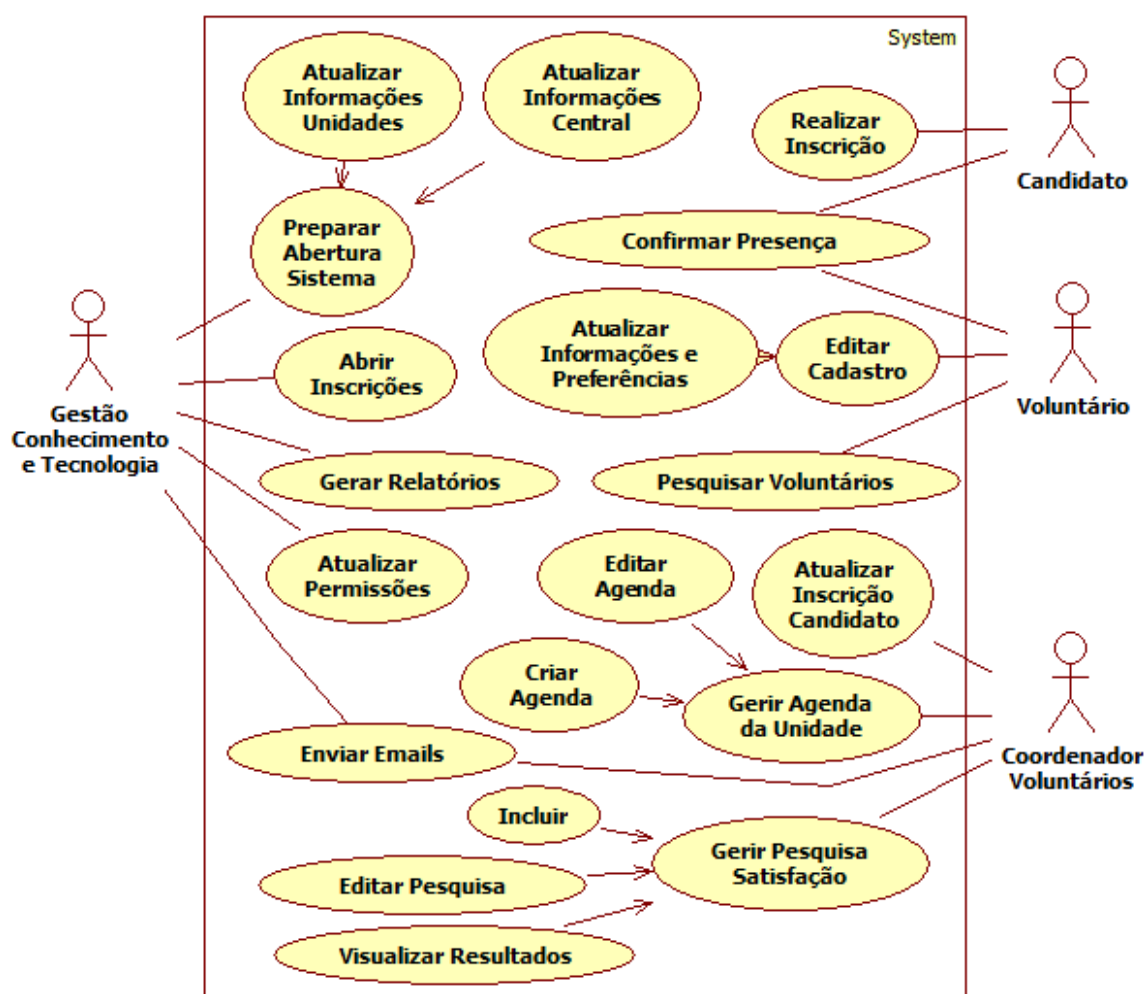 System
Atualizar
Informações
Unidades
Atualizar
Informações
Central
Realizar
Inscrição
Candidato
Preparar
Abertura
Sistema
Confirmar Presença
Gestão
Conhecimento
e Tecnologia
Abrir
Inscrições
Atualizar
Informações e
Preferências
Editar
Cadastro
Voluntário
Gerar Relatórios
Pesquisar Voluntários
Atualizar
Permissões
Editar
Agenda
Atualizar
Inscrição
Candidato
Criar
Agenda
Gerir Agenda
da Unidade
Coordenador
Voluntários
Enviar Emails
Incluir
Gerir Pesquisa
Satisfação
Editar Pesquisa
Visualizar Resultados